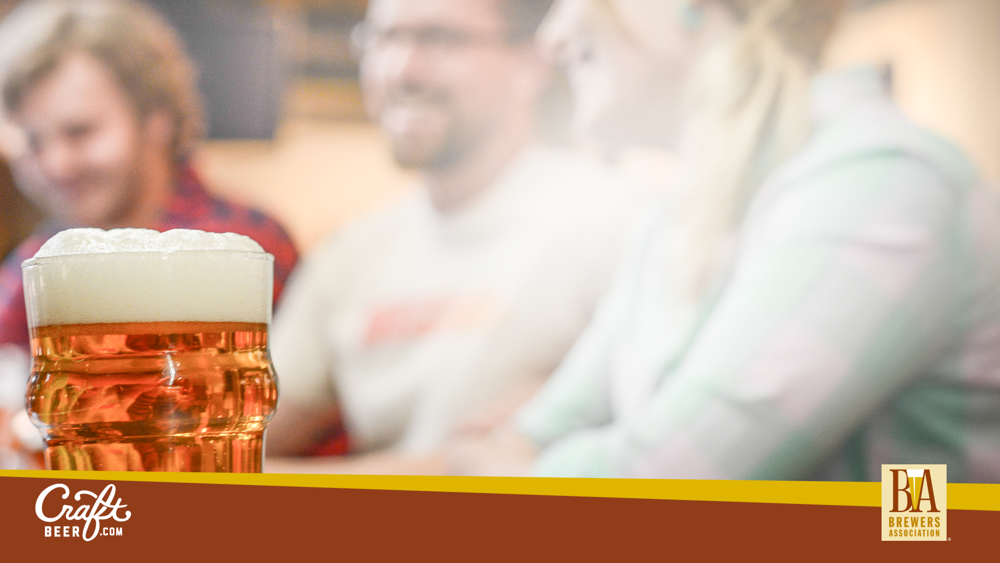 Craft
BEER.COM
BA
BREWERS
ASSOCIATION
®